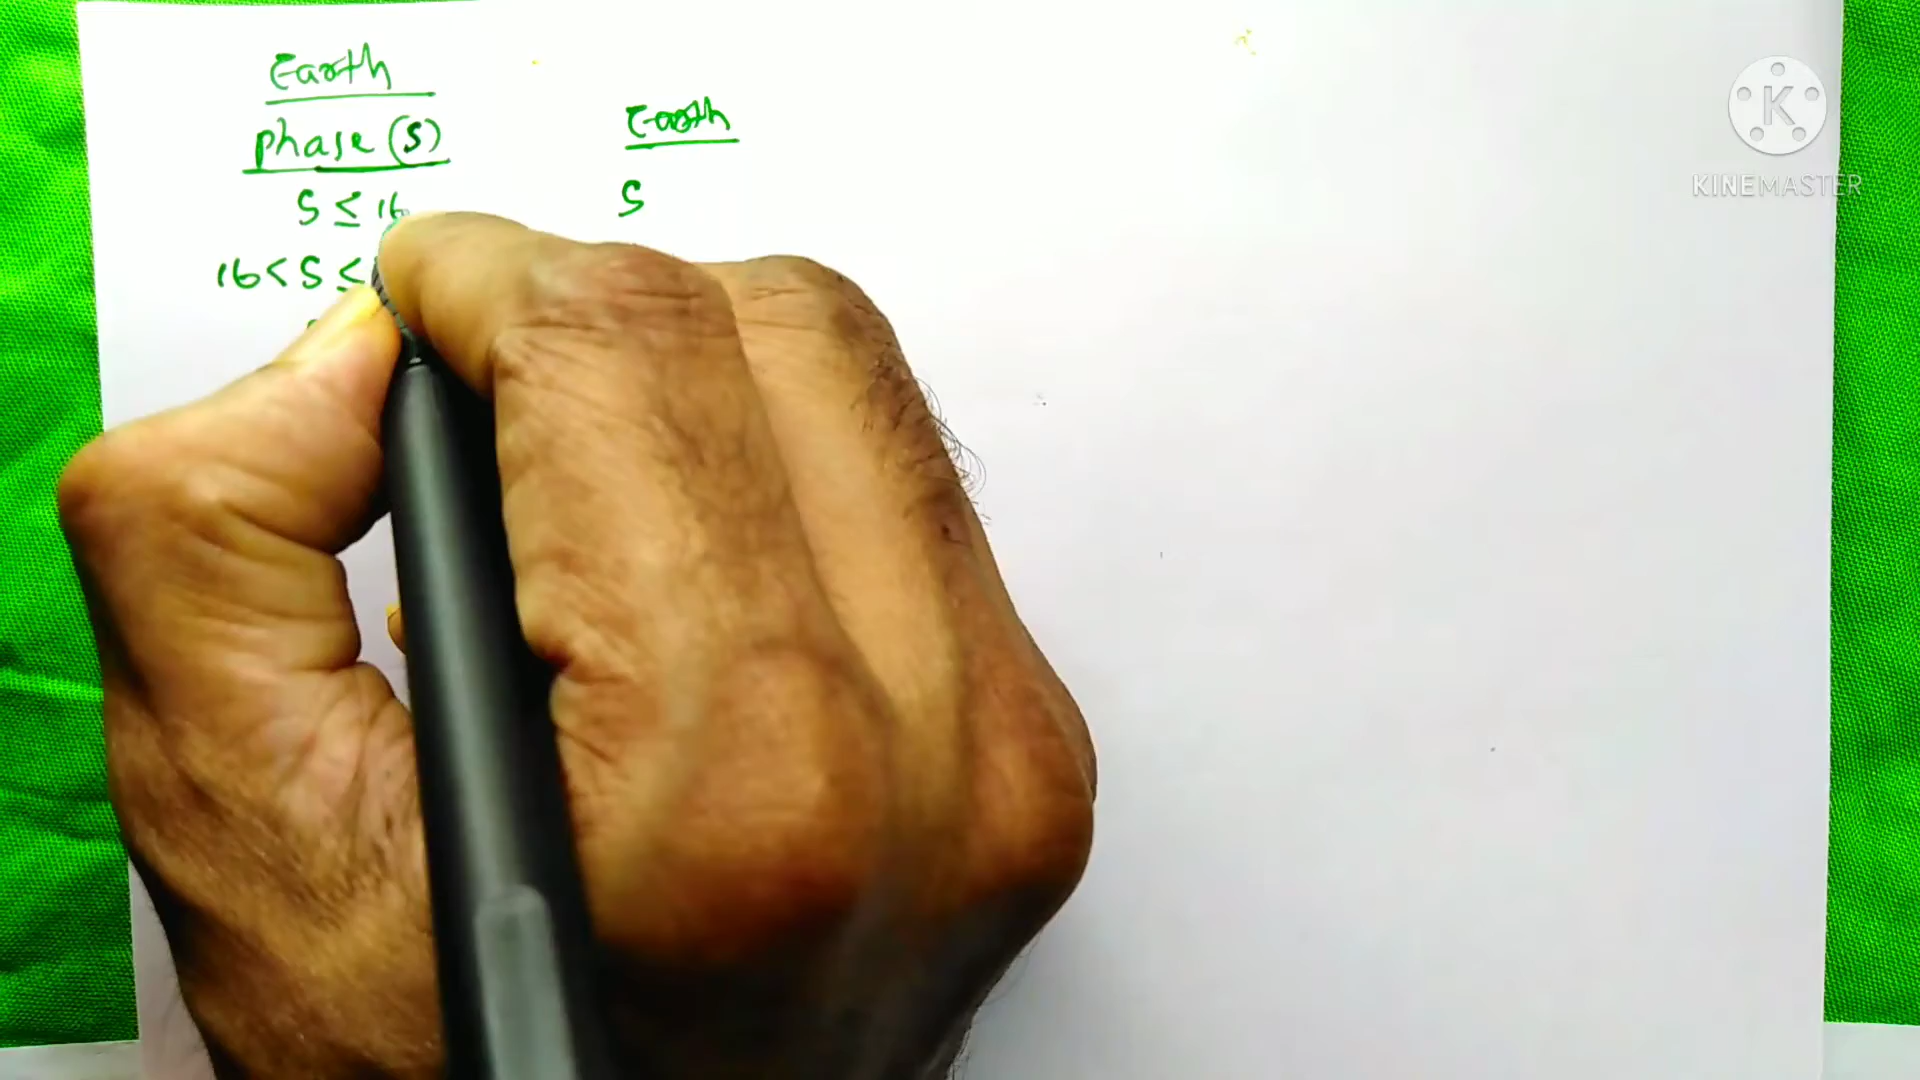 Earth
phase (S)
S ≤ 16
16 < S ≤
Earth
S
K
KINEMASTER